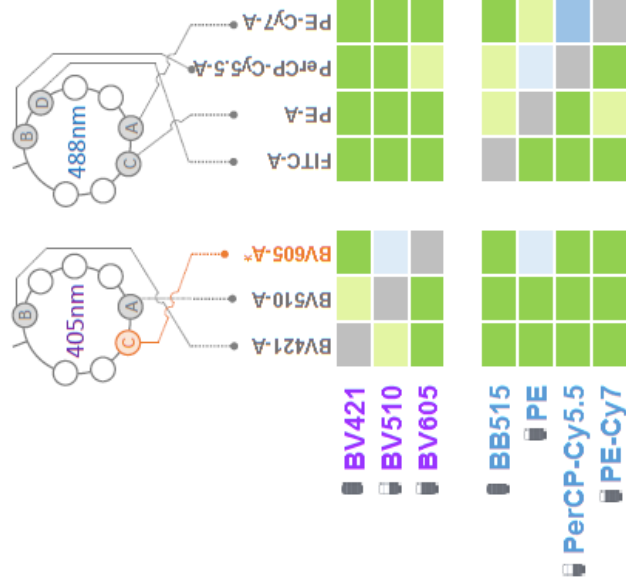 B
D
488nm
A
C
PE-Cy7-A
PerCP-Cy5.5-A
PE-A
FITC-A
B
405nm
A
C
BV605-A*
BV510-A
BV421-A
BV421
BV510
BV605
BB515
PE
PerCP-Cy5.5
PE-Cy7